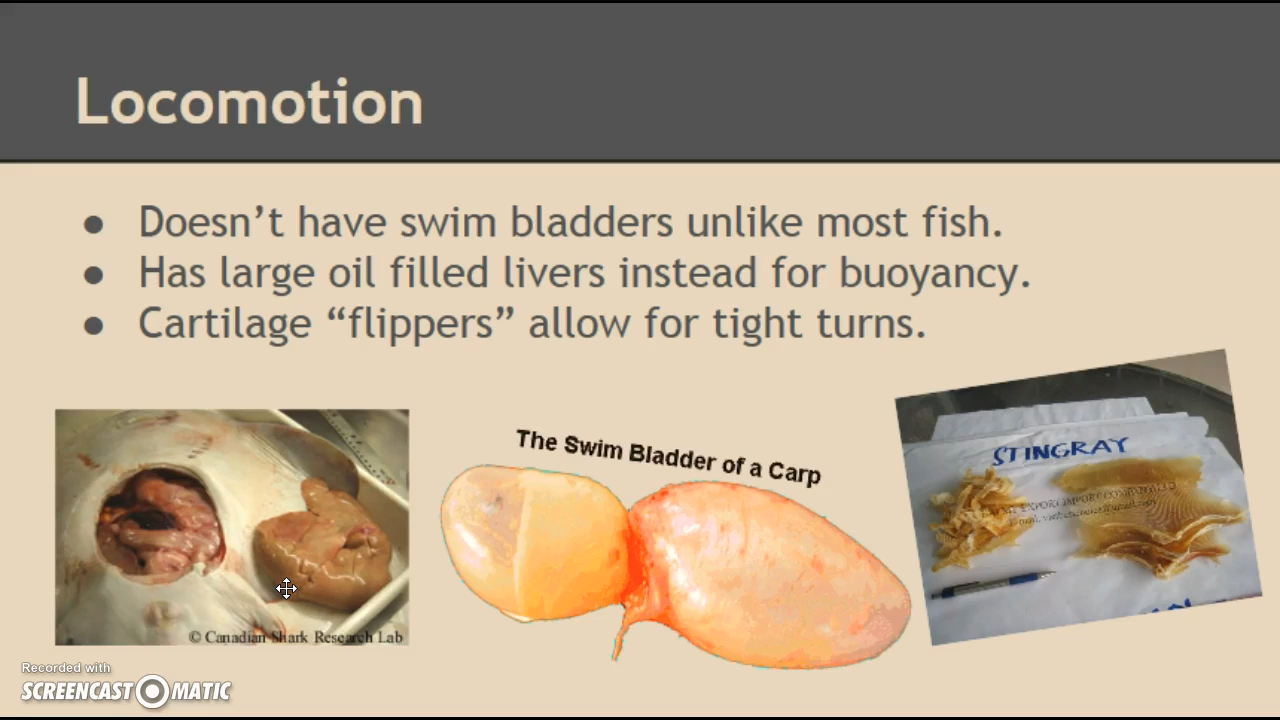 Locomotion
● Doesn’t have swim bladders unlike most fish.
● Has large oil filled livers instead for buoyancy.
● Cartilage “flippers” allow for tight turns.
The Swim Bladder of a Carp
STINGRAY
© Canadian Shark Research Lab
Recorded with
SCREENCAST MATIC